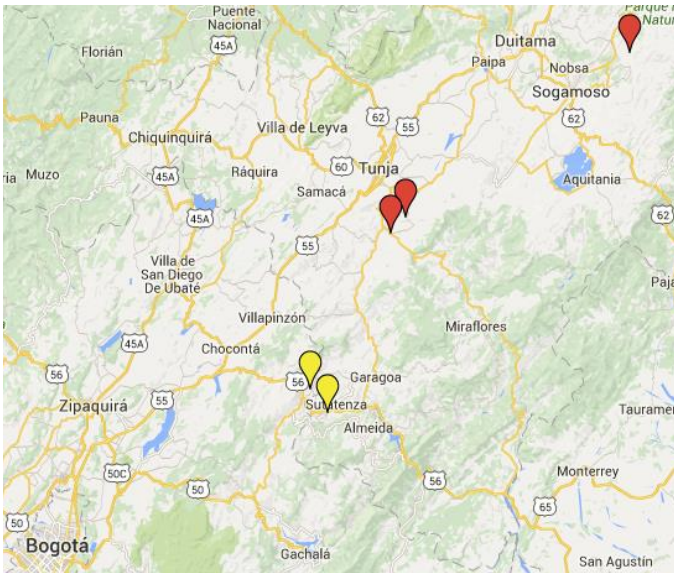 Puente
Nacional
Parque
Natur
Florián
45A
Duitama
Paipa
Nobsa
Sogamoso
62
Pauna
Villa de Leyva
62
55
Chiquinquirá
60
Tunja
Muzo
45A
Ráquira
Samacá
Aquitania
45A
62
55
Villa de
San Diego
De Ubaté
Villapinzón
Miraflores
45A
Chocontá
56
56
Garagoa
Zipaquirá
55
Sutatenza
Almeida
50C
50
56
Monterrey
65
50
Bogotá
Gachalá
San Agustín